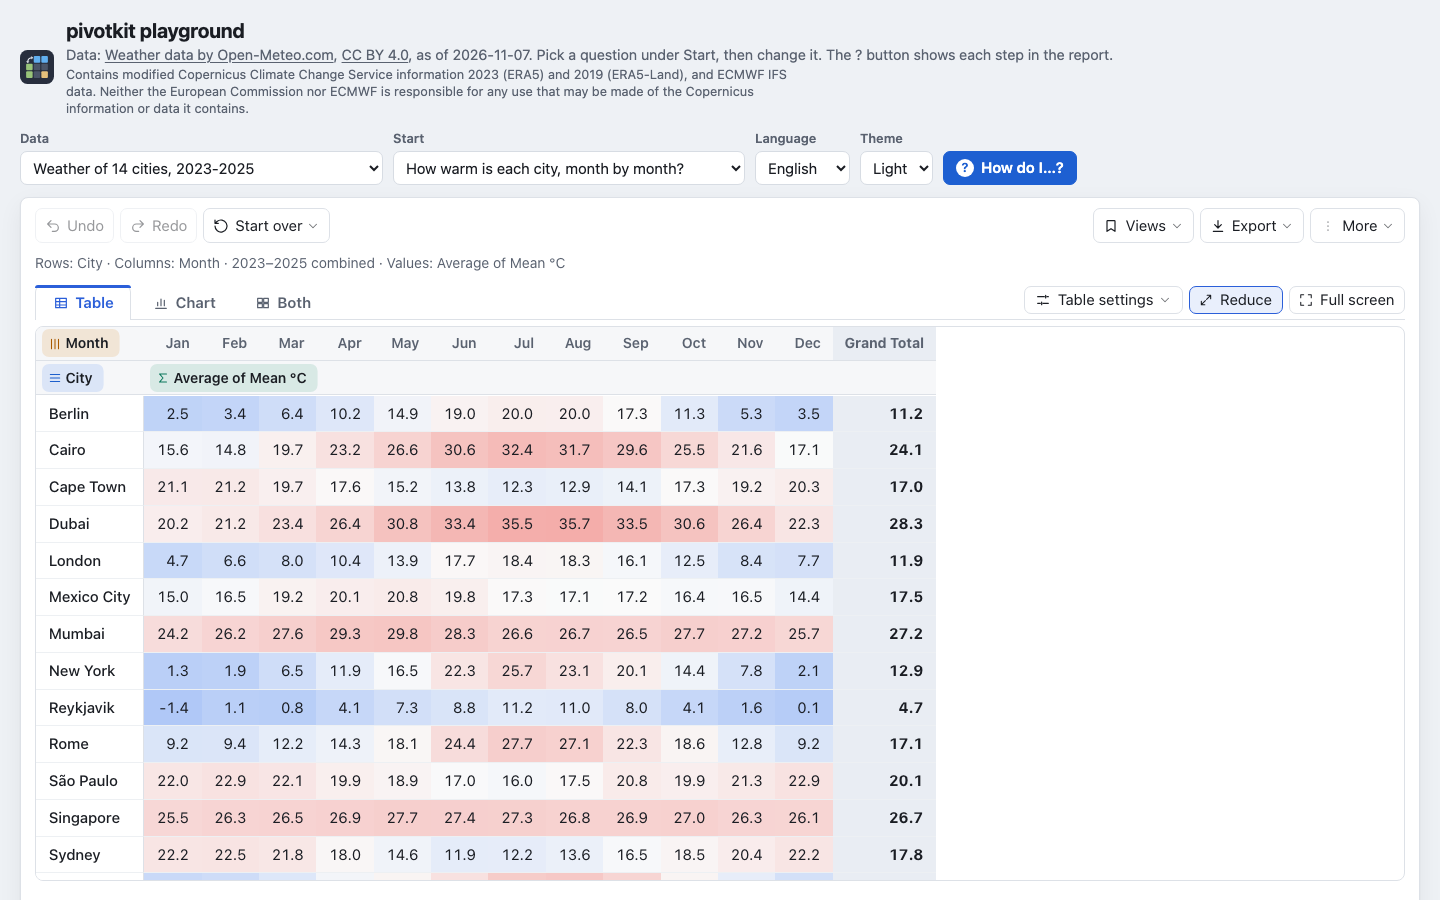 pivotkit playground
Data: Weather data by Open-Meteo.com, CC BY 4.0, as of 2026-11-07. Pick a question under Start, then change it. The ? button shows each step in the report.
Contains modified Copernicus Climate Change Service information 2023 (ERA5) and 2019 (ERA5-Land), and ECMWF IFS
data. Neither the European Commission nor ECMWF is responsible for any use that may be made of the Copernicus
information or data it contains.
Data Start Language Theme
Weather of 14 cities, 2023-2025 How warm is each city, month by month? English Light ? How do I...?
Undo Redo Start over Views Export More
Rows: City · Columns: Month · 2023–2025 combined · Values: Average of Mean °C
Table Chart Both Table settings Reduce Full screen
Month Jan Feb Mar Apr May Jun Jul Aug Sep Oct Nov Dec Grand Total
City Σ Average of Mean °C
Berlin 2.5 3.4 6.4 10.2 14.9 19.0 20.0 20.0 17.3 11.3 5.3 3.5 11.2
Cairo 15.6 14.8 19.7 23.2 26.6 30.6 32.4 31.7 29.6 25.5 21.6 17.1 24.1
Cape Town 21.1 21.2 19.7 17.6 15.2 13.8 12.3 12.9 14.1 17.3 19.2 20.3 17.0
Dubai 20.2 21.2 23.4 26.4 30.8 33.4 35.5 35.7 33.5 30.6 26.4 22.3 28.3
London 4.7 6.6 8.0 10.4 13.9 17.7 18.4 18.3 16.1 12.5 8.4 7.7 11.9
Mexico City 15.0 16.5 19.2 20.1 20.8 19.8 17.3 17.1 17.2 16.4 16.5 14.4 17.5
Mumbai 24.2 26.2 27.6 29.3 29.8 28.3 26.6 26.7 26.5 27.7 27.2 25.7 27.2
New York 1.3 1.9 6.5 11.9 16.5 22.3 25.7 23.1 20.1 14.4 7.8 2.1 12.9
Reykjavik -1.4 1.1 0.8 4.1 7.3 8.8 11.2 11.0 8.0 4.1 1.6 0.1 4.7
Rome 9.2 9.4 12.2 14.3 18.1 24.4 27.7 27.1 22.3 18.6 12.8 9.2 17.1
São Paulo 22.0 22.9 22.1 19.9 18.9 17.0 16.0 17.5 20.8 19.9 21.3 22.9 20.1
Singapore 25.5 26.3 26.5 26.9 27.7 27.4 27.3 26.8 26.9 27.0 26.3 26.1 26.7
Sydney 22.2 22.5 21.8 18.0 14.6 11.9 12.2 13.6 16.5 18.5 20.4 22.2 17.8